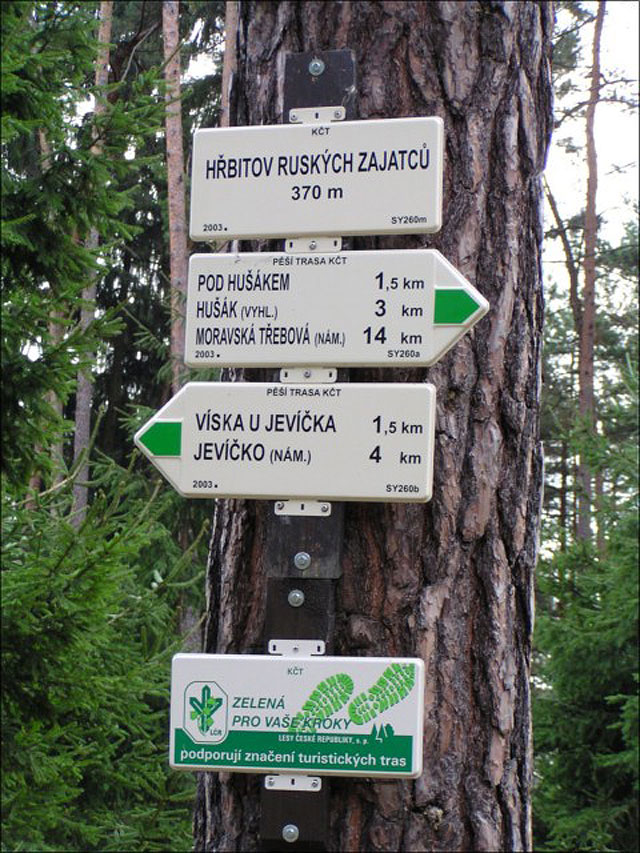 KČT
HŘBITOV RUSKÝCH ZAJATCŮ
370 m
2003. SY260m
PĚŠÍ TRASA KČT
POD HUŠÁKEM 1,5 km
HUŠÁK (VYHL.) 3 km
MORAVSKÁ TŘEBOVÁ (NÁM.) 14 km
2003. SY260a
PĚŠÍ TRASA KČT
VÍSKA U JEVÍČKA 1,5 km
JEVÍČKO (NÁM.) 4 km
2003. SY260b
KČT
ZELENÁ
PRO VAŠE KROKY
LČR
LESY ČESKÉ REPUBLIKY, s. p.
podporují značení turistických tras